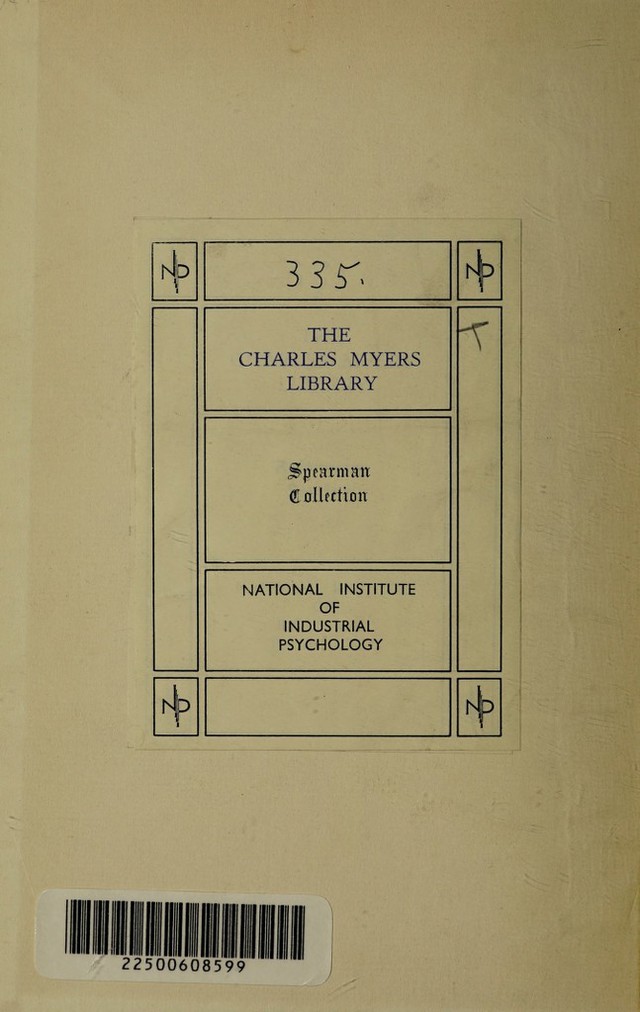 335.
THE
CHARLES MYERS
LIBRARY
Spearman
Collection
NATIONAL INSTITUTE
OF
INDUSTRIAL
PSYCHOLOGY
22500608599